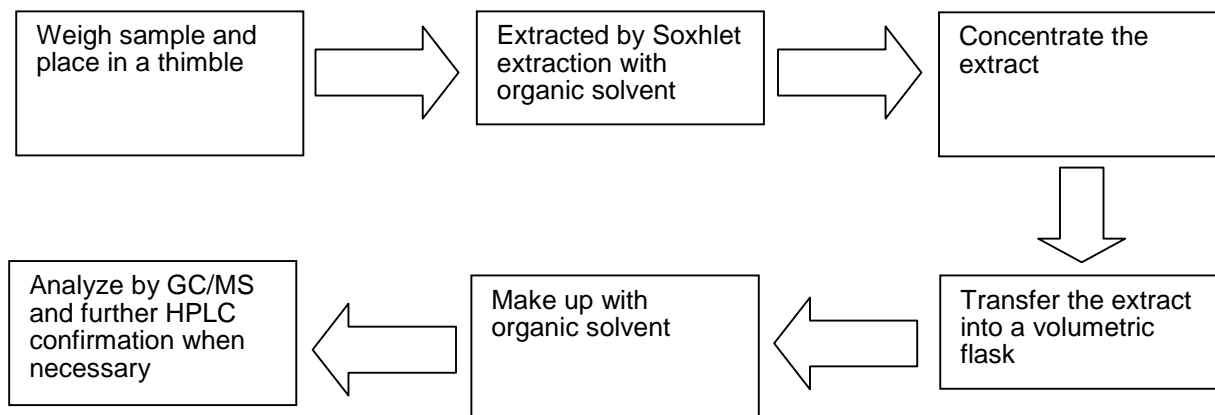 Weigh sample and
place in a thimble
Extracted by Soxhlet
extraction with
organic solvent
Concentrate the
extract
Transfer the extract
into a volumetric
flask
Make up with
organic solvent
Analyze by GC/MS
and further HPLC
confirmation when
necessary